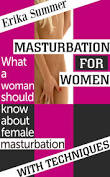 Erika Summer
MASTURBATION
FOR
WOMEN
What
a
woman
should
know
about
female
masturbation
WITH TECHNIQUES